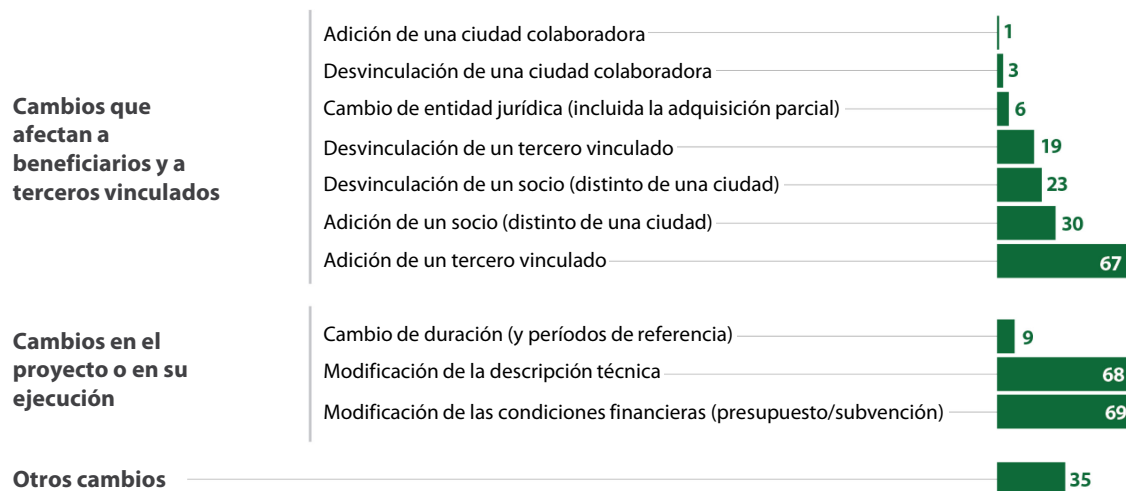 Cambios que
afectan a
beneficiarios y a
terceros vinculados
Adición de una ciudad colaboradora 1
Desvinculación de una ciudad colaboradora 3
Cambio de entidad jurídica (incluida la adquisición parcial) 6
Desvinculación de un tercero vinculado 19
Desvinculación de un socio (distinto de una ciudad) 23
Adición de un socio (distinto de una ciudad) 30
Adición de un tercero vinculado 67
Cambios en el
proyecto o en su
ejecución
Cambio de duración (y períodos de referencia) 9
Modificación de la descripción técnica 68
Modificación de las condiciones financieras (presupuesto/subvención) 69
Otros cambios 35